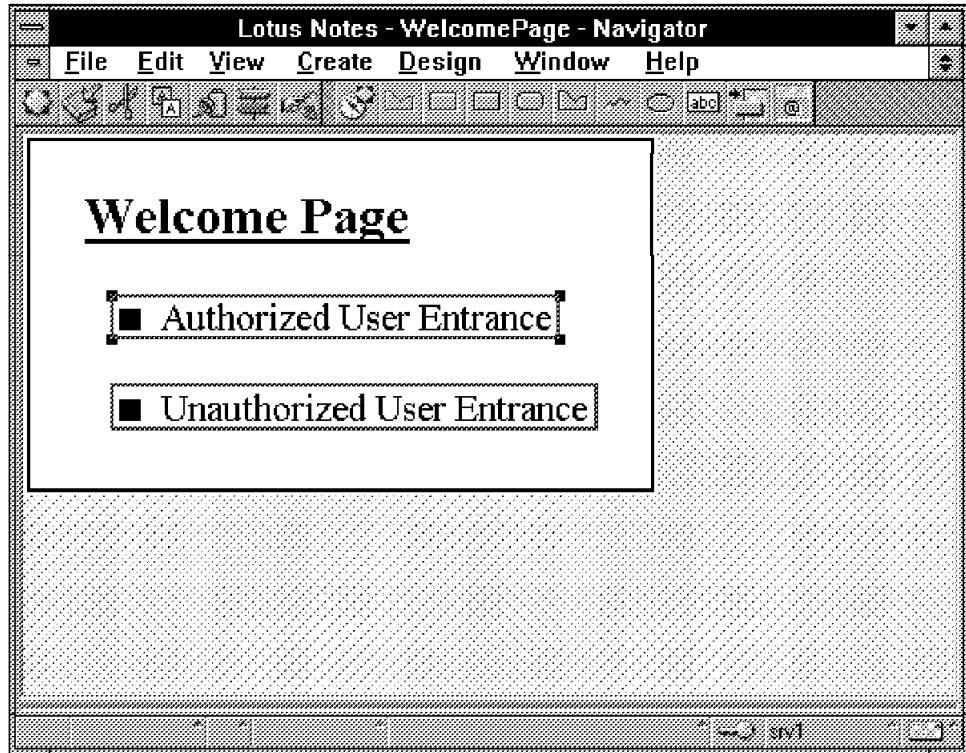 Lotus Notes - WelcomePage - Navigator
File Edit View Create Design Window Help
abc @
Welcome Page
■ Authorized User Entrance
■ Unauthorized User Entrance
srv1